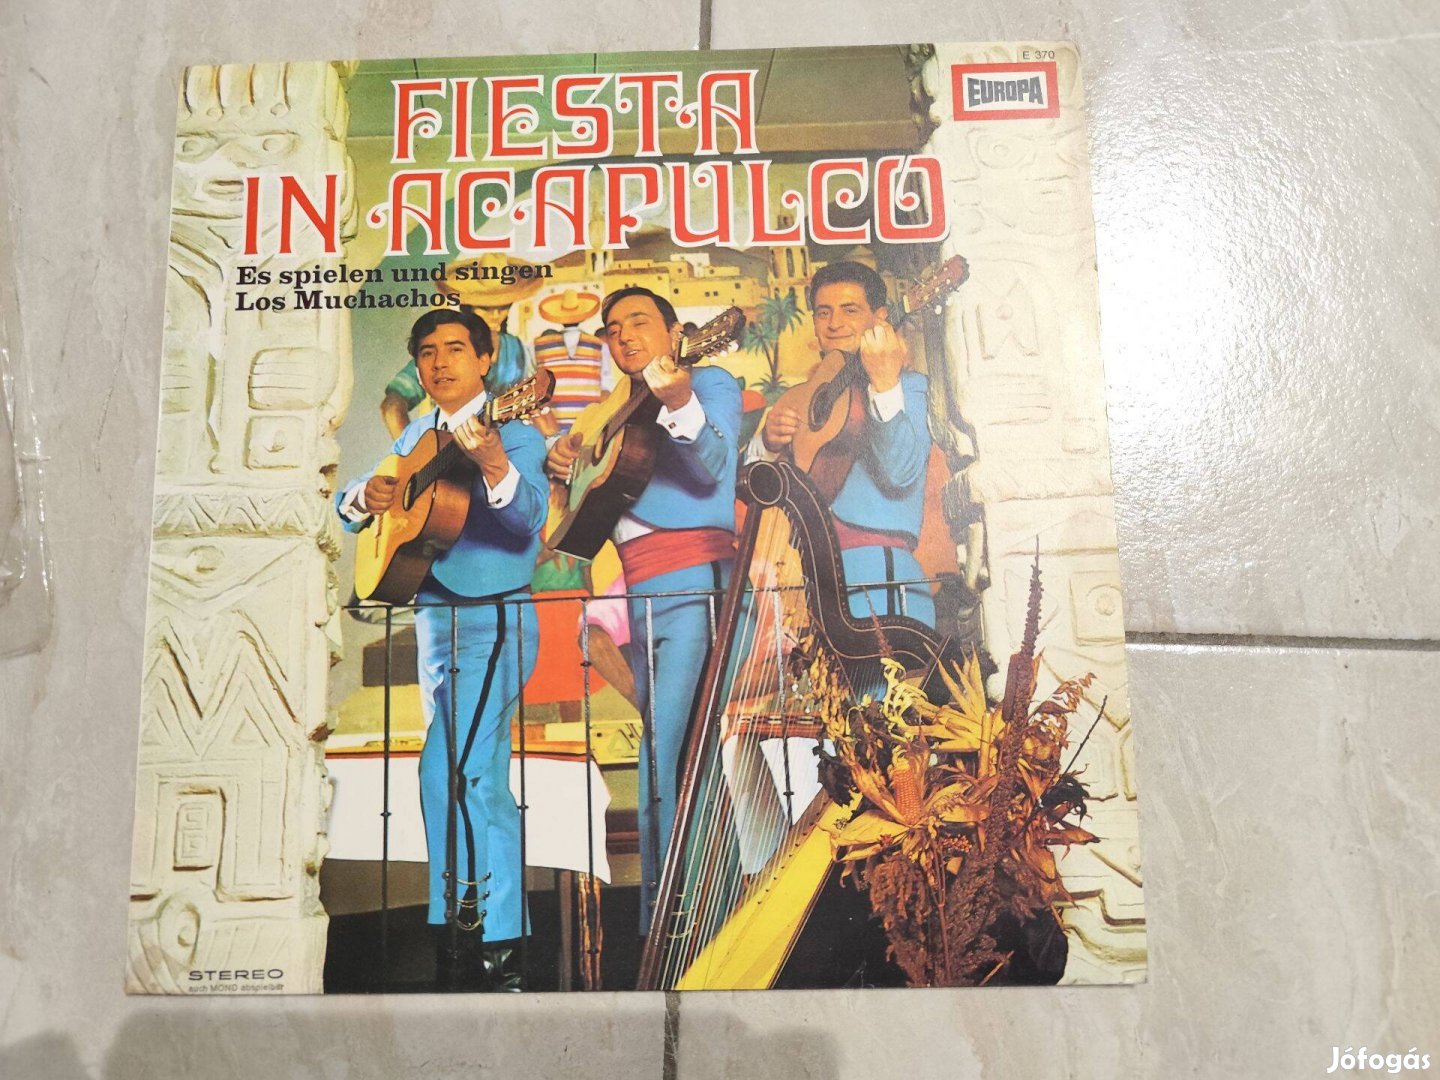 E 370
EUROPA
FIESTA
IN ACAPULCO
Es spielen und singen
Los Muchachos
STEREO
auch MONO abspielbar
Jófogás